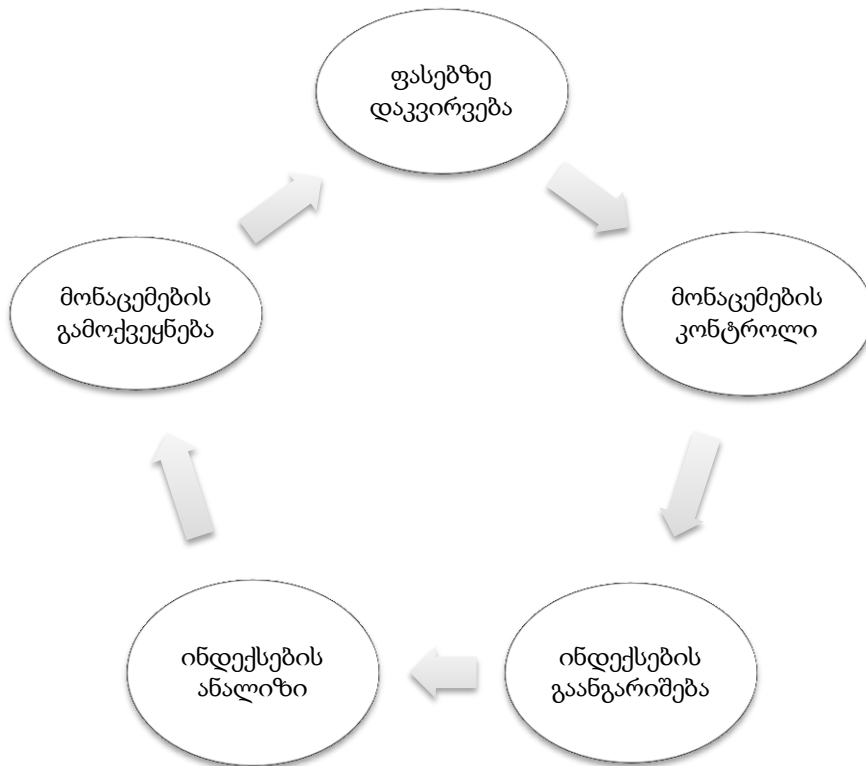 ფასებზე
დაკვირვება
მონაცემების
კონტროლი
ინდექსების
გაანგარიშება
ინდექსების
ანალიზი
მონაცემების
გამოქვეყნება